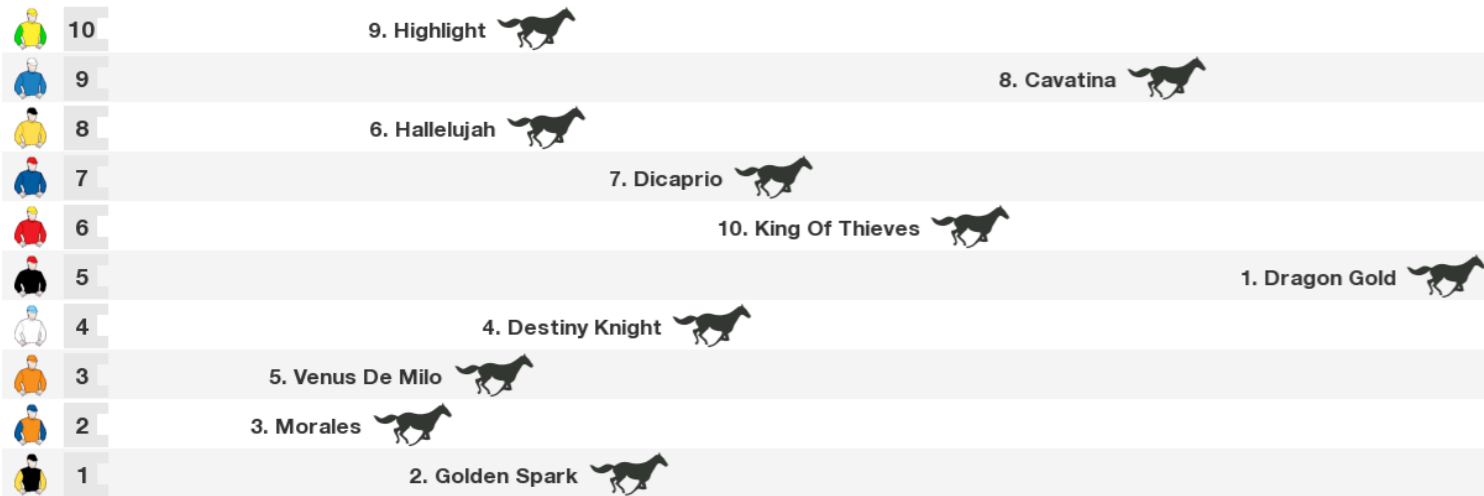 10 9. Highlight
9 8. Cavatina
8 6. Hallelujah
7 7. Dicaprio
6 10. King Of Thieves
5 1. Dragon Gold
4 4. Destiny Knight
3 5. Venus De Milo
2 3. Morales
1 2. Golden Spark